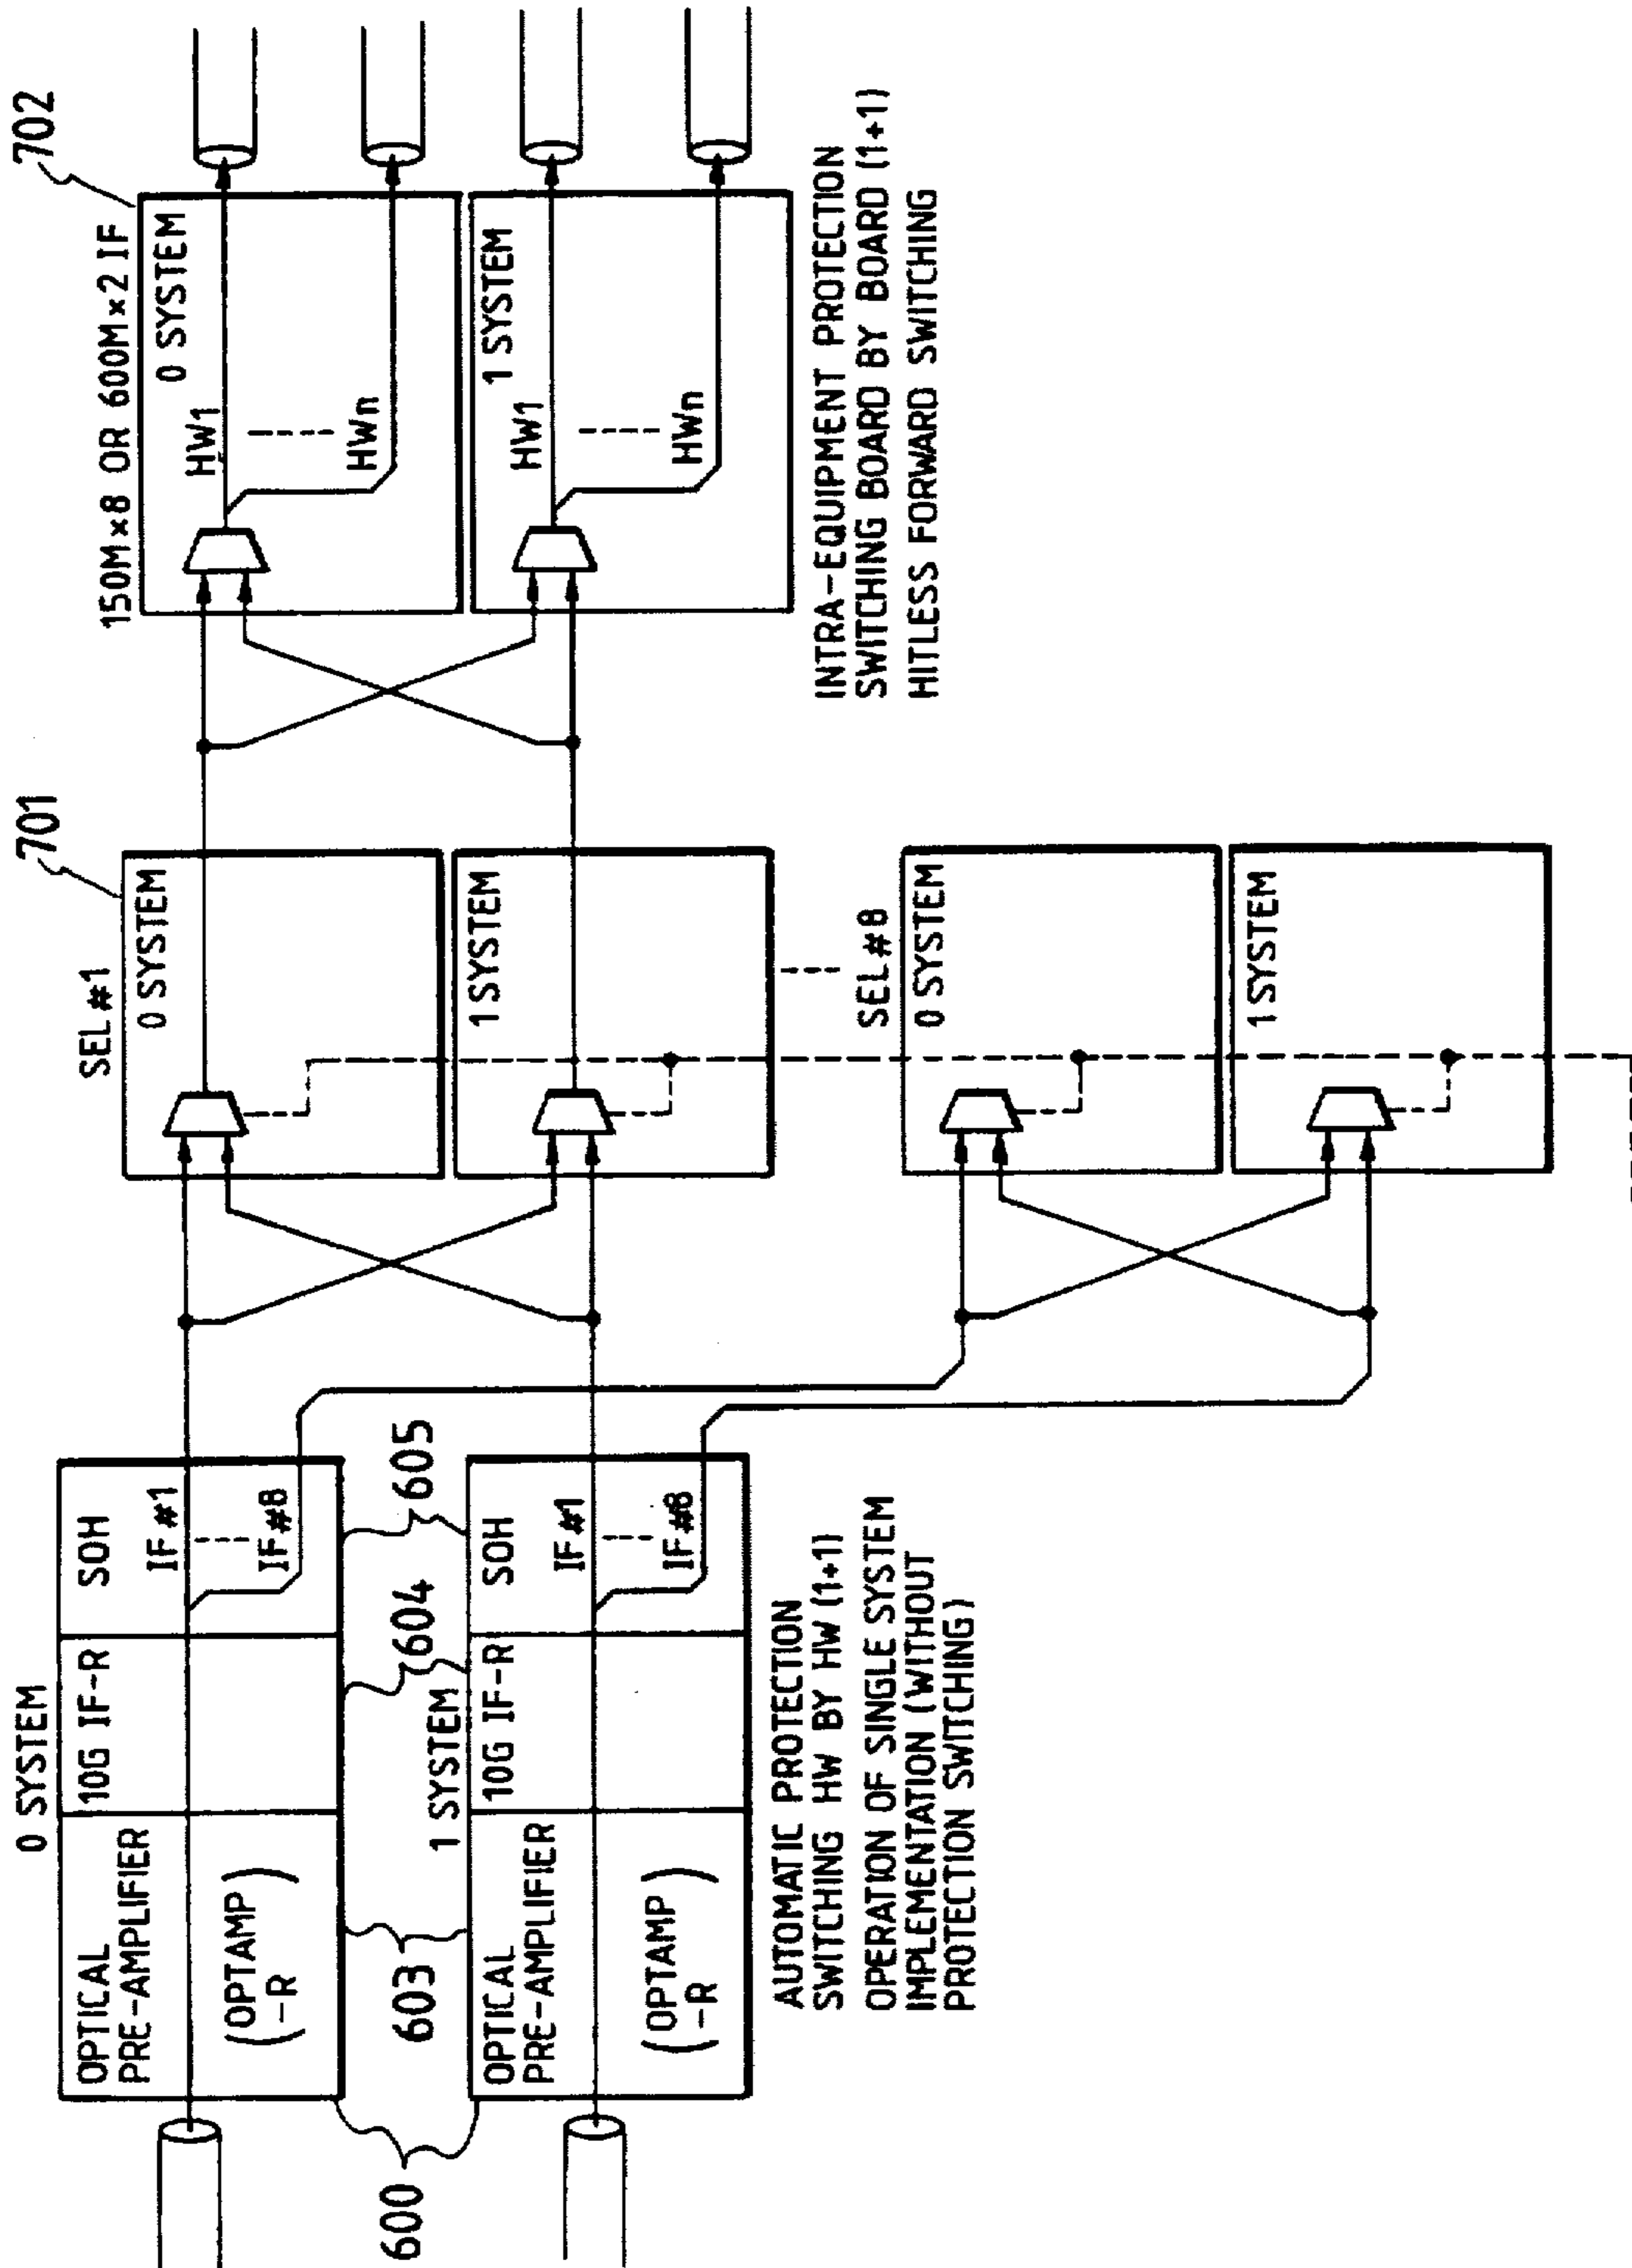 0 SYSTEM
OPTICAL
PRE-AMPLIFIER
(OPTAMP
-R)
10G IF-R
SOH
IF #1
IF #8
600
603
604
605
1 SYSTEM
OPTICAL
PRE-AMPLIFIER
(OPTAMP
-R)
10G IF-R
SOH
IF #1
IF #8
AUTOMATIC PROTECTION
SWITCHING HW BY HW (1+1)
OPERATION OF SINGLE SYSTEM
IMPLEMENTATION (WITHOUT
PROTECTION SWITCHING)
SEL #1
701
0 SYSTEM
1 SYSTEM
SEL #8
0 SYSTEM
1 SYSTEM
150M×8 OR 600M×2 IF
702
0 SYSTEM
HW1
HWn
1 SYSTEM
HW1
HWn
INTRA-EQUIPMENT PROTECTION
SWITCHING BOARD BY BOARD (1+1)
HITLESS FORWARD SWITCHING